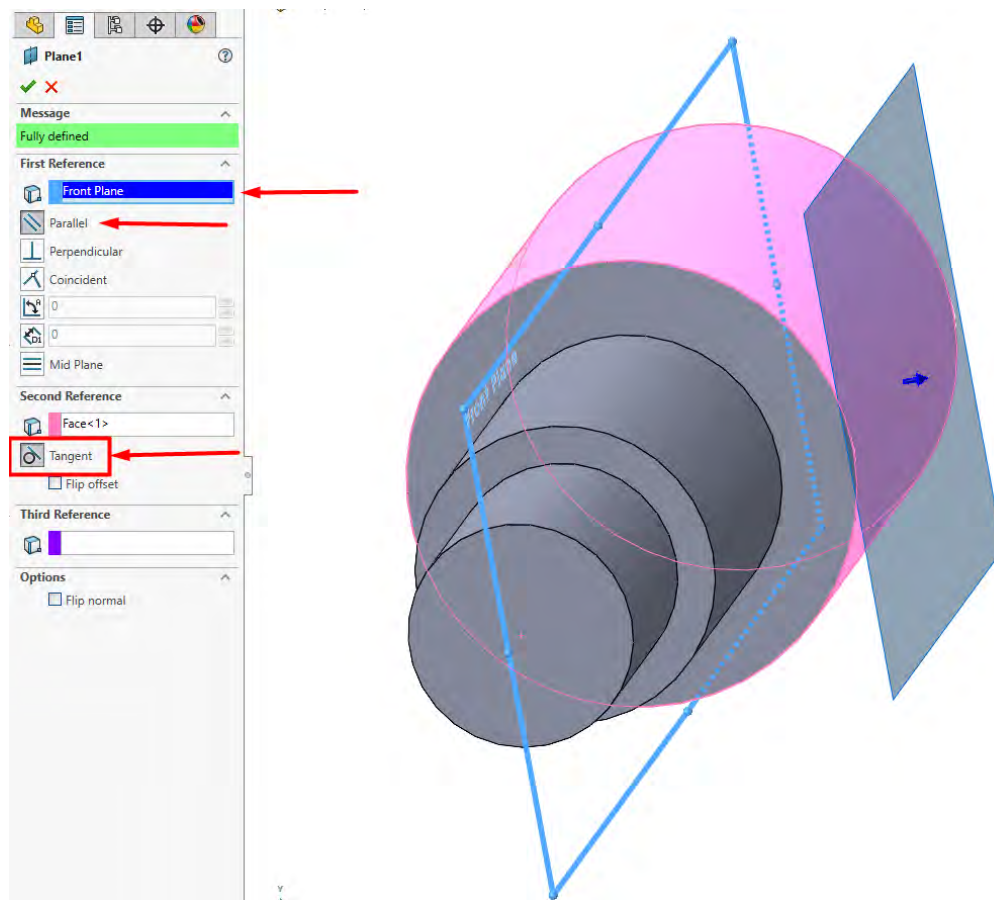 Plane1
Message
Fully defined
First Reference
Front Plane
Parallel
Perpendicular
Coincident
0
0
Mid Plane
Second Reference
Face<1>
Tangent
Flip offset
Third Reference
Options
Flip normal
Front Plane
Y